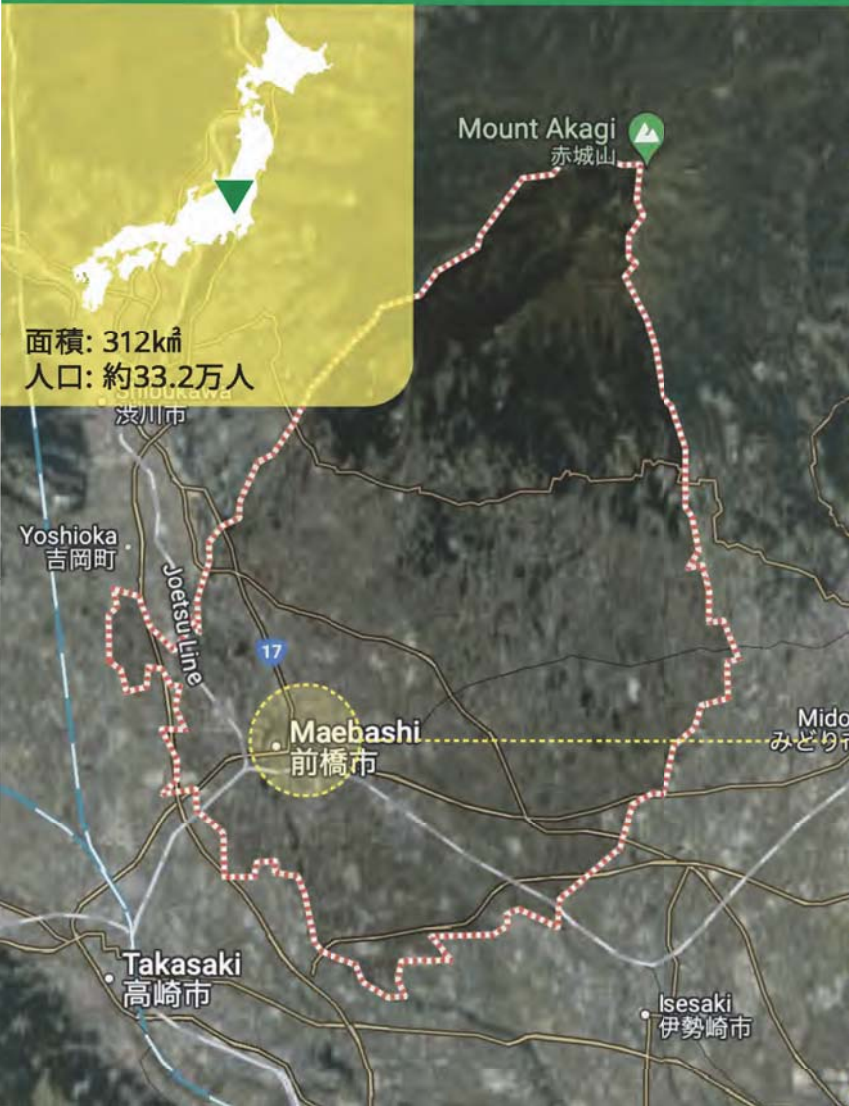 Mount Akagi
赤城山
面積: 312k㎡
人口: 約33.2万人
Shibukawa
渋川市
Yoshioka
吉岡町
Joetsu Line
17
Maebashi
前橋市
Mido
みどり市
Takasaki
高崎市
Isesaki
伊勢崎市